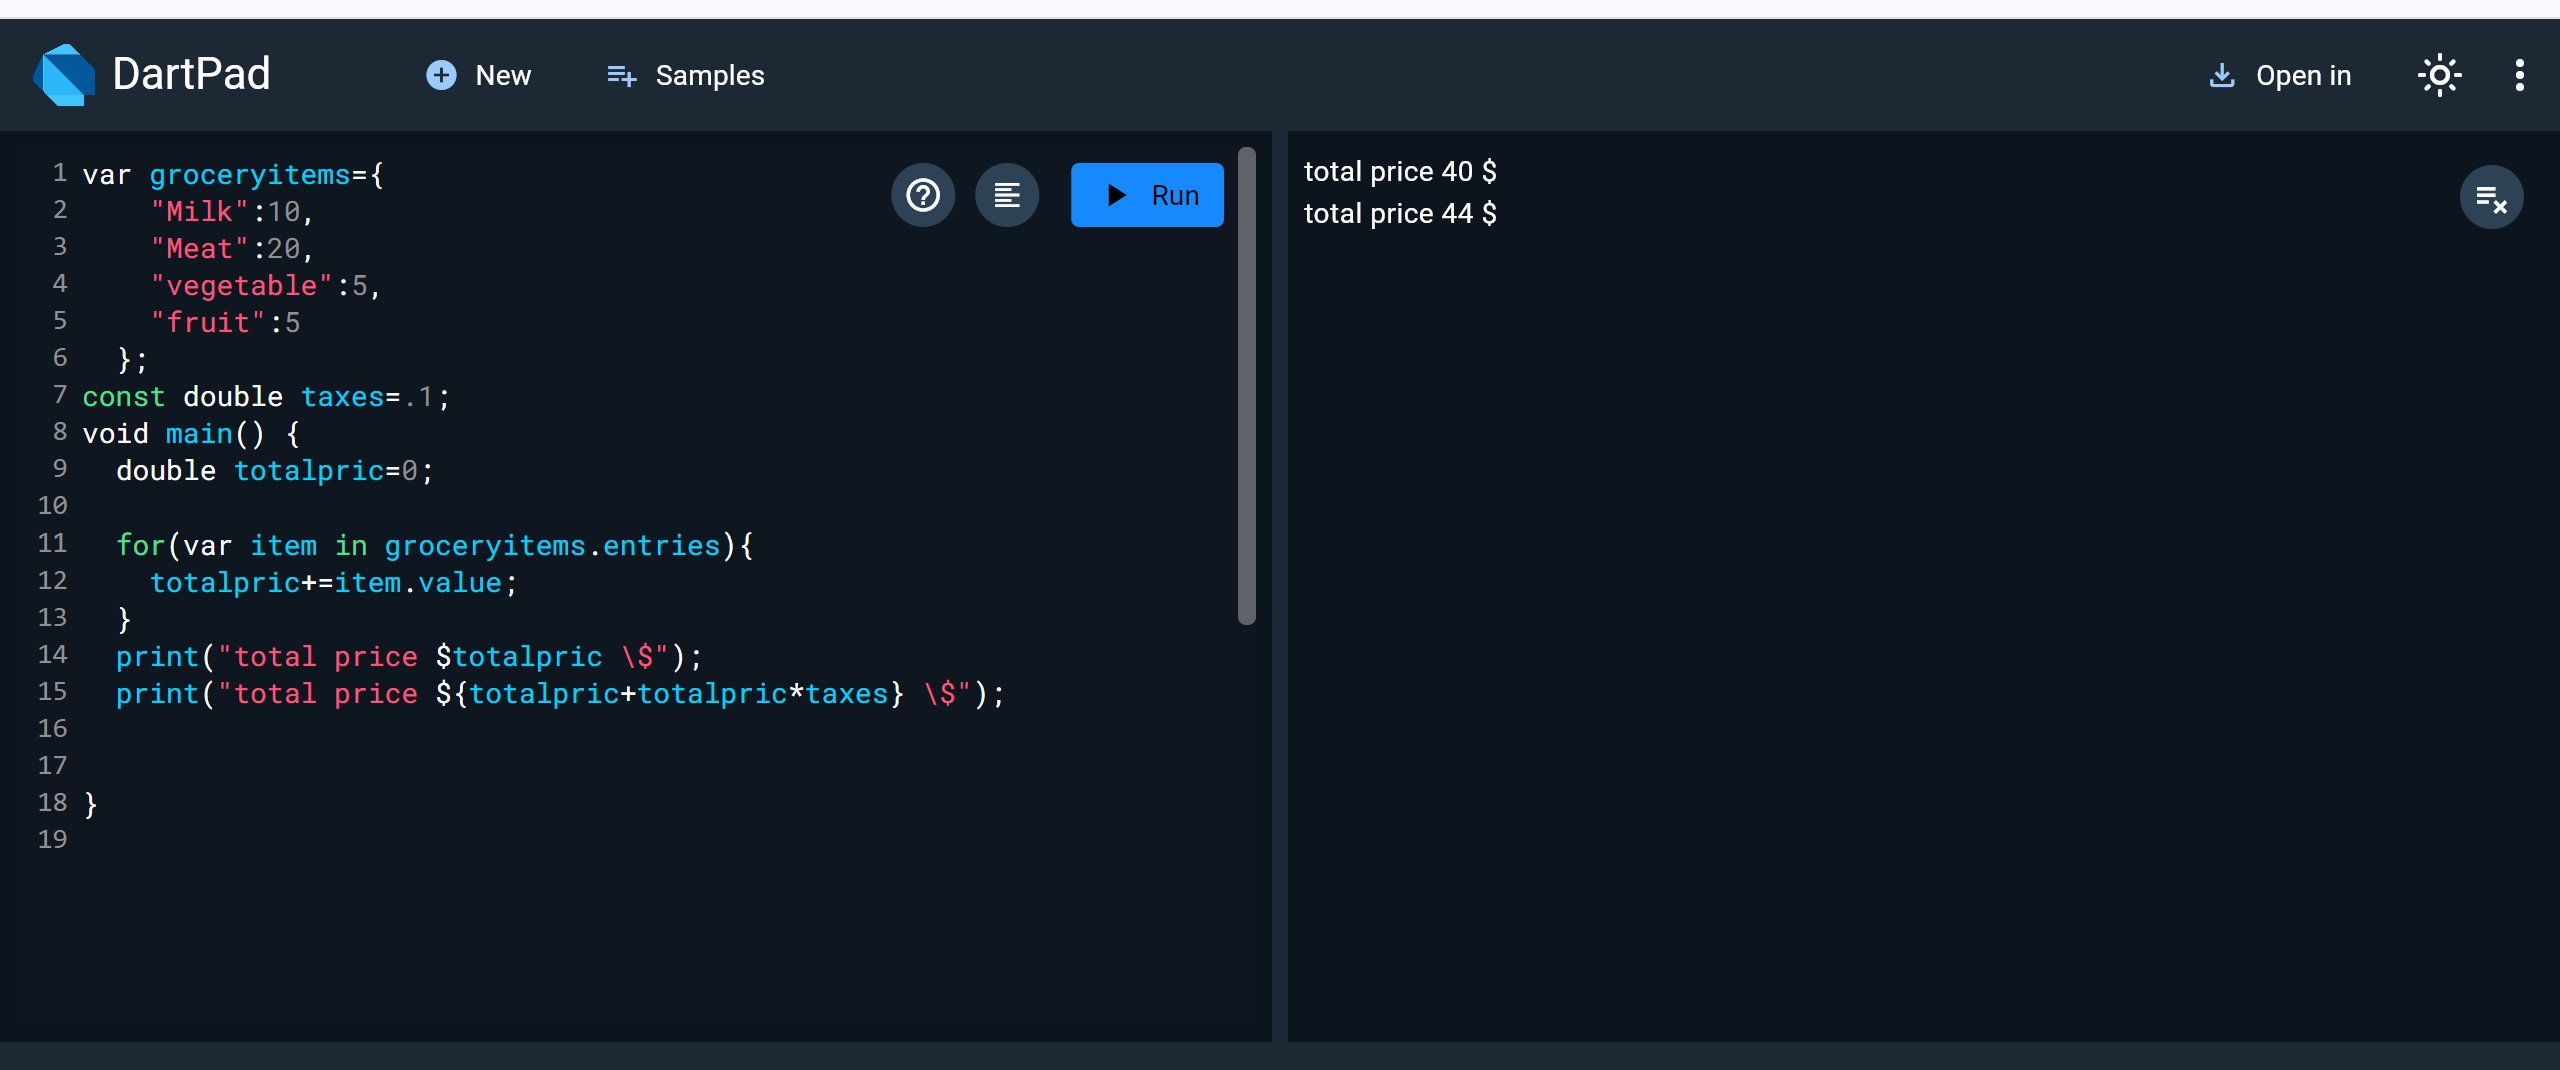 DartPad New Samples Open in
1 var groceryitems={
2     "Milk":10,
3     "Meat":20,
4     "vegetable":5,
5     "fruit":5
6   };
7 const double taxes=.1;
8 void main() {
9   double totalpric=0;
10
11   for(var item in groceryitems.entries){
12     totalpric+=item.value;
13   }
14   print("total price $totalpric \$");
15   print("total price ${totalpric+totalpric*taxes} \$");
16
17
18 }
19
Run
total price 40 $
total price 44 $